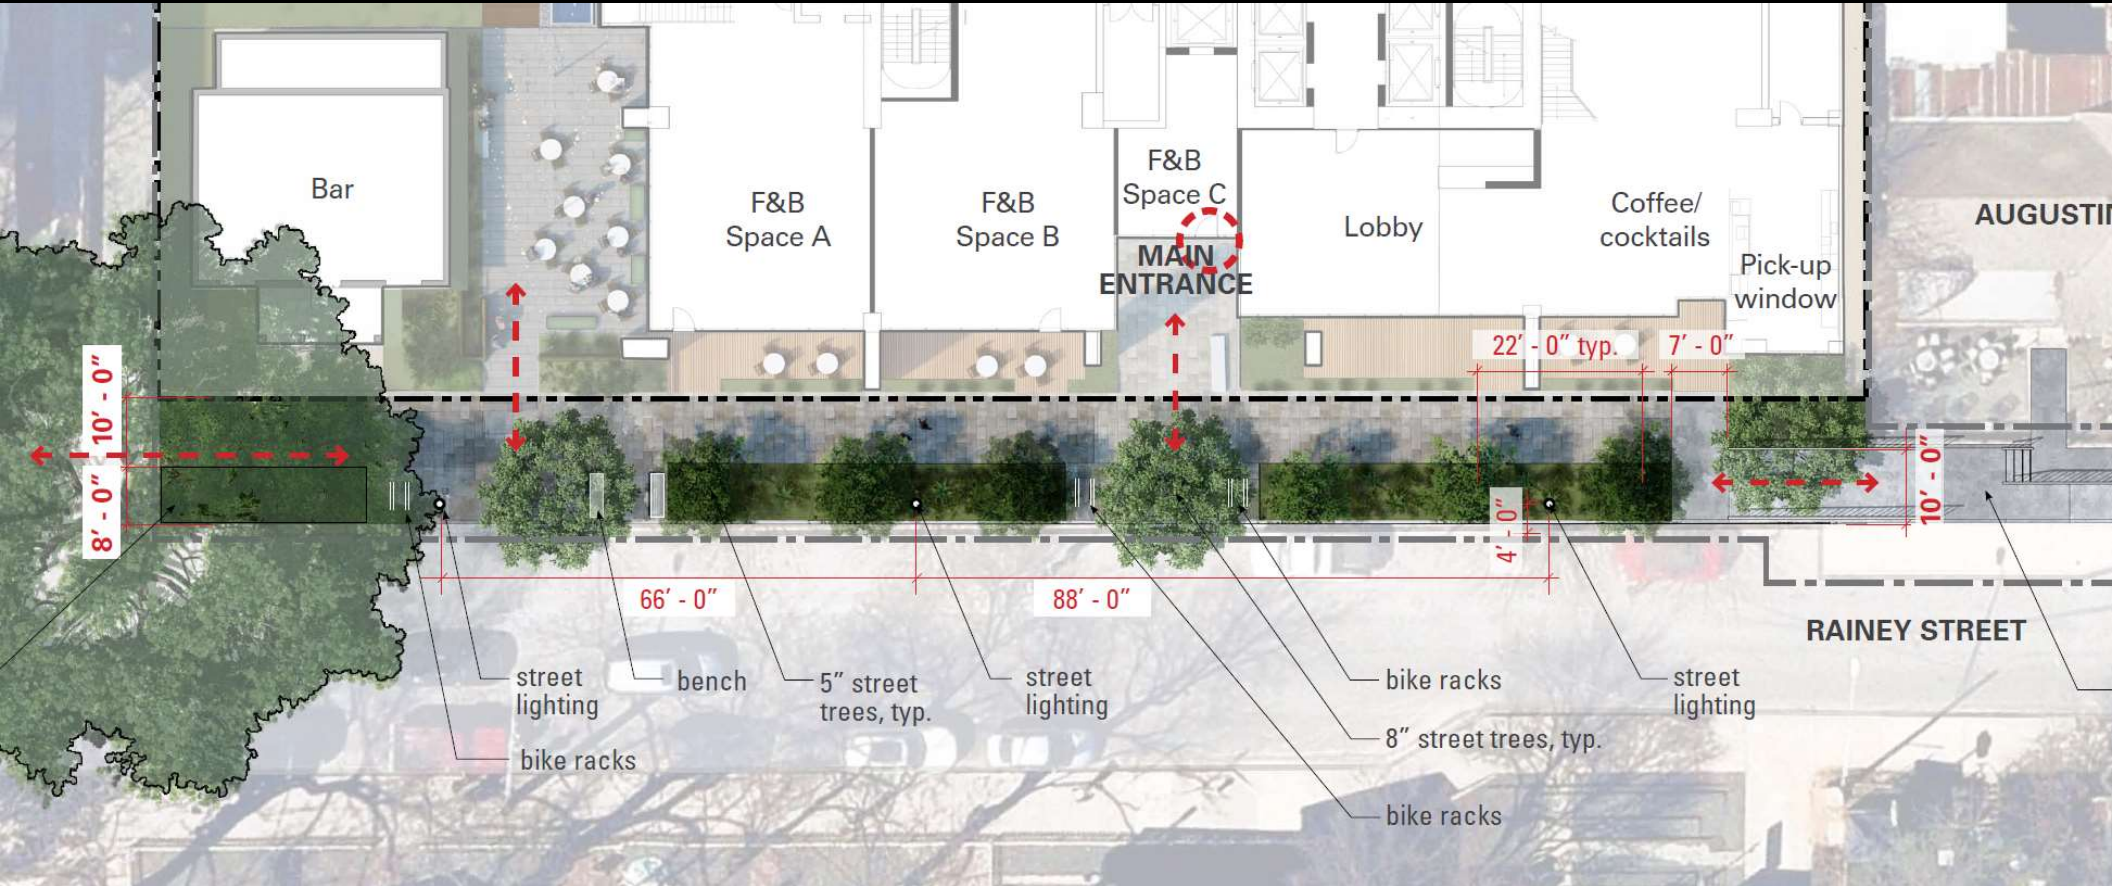 Bar
F&B
Space A
F&B
Space B
F&B
Space C
MAIN
ENTRANCE
Lobby
Coffee/
cocktails
Pick-up
window
AUGUSTIN
22’ - 0” typ.
7’ - 0”
10’ - 0”
8’ - 0”
10’ - 0”
4’ - 0”
66’ - 0”
88’ - 0”
RAINEY STREET
street
lighting
bike racks
bench
5” street
trees, typ.
street
lighting
bike racks
8” street trees, typ.
bike racks
street
lighting